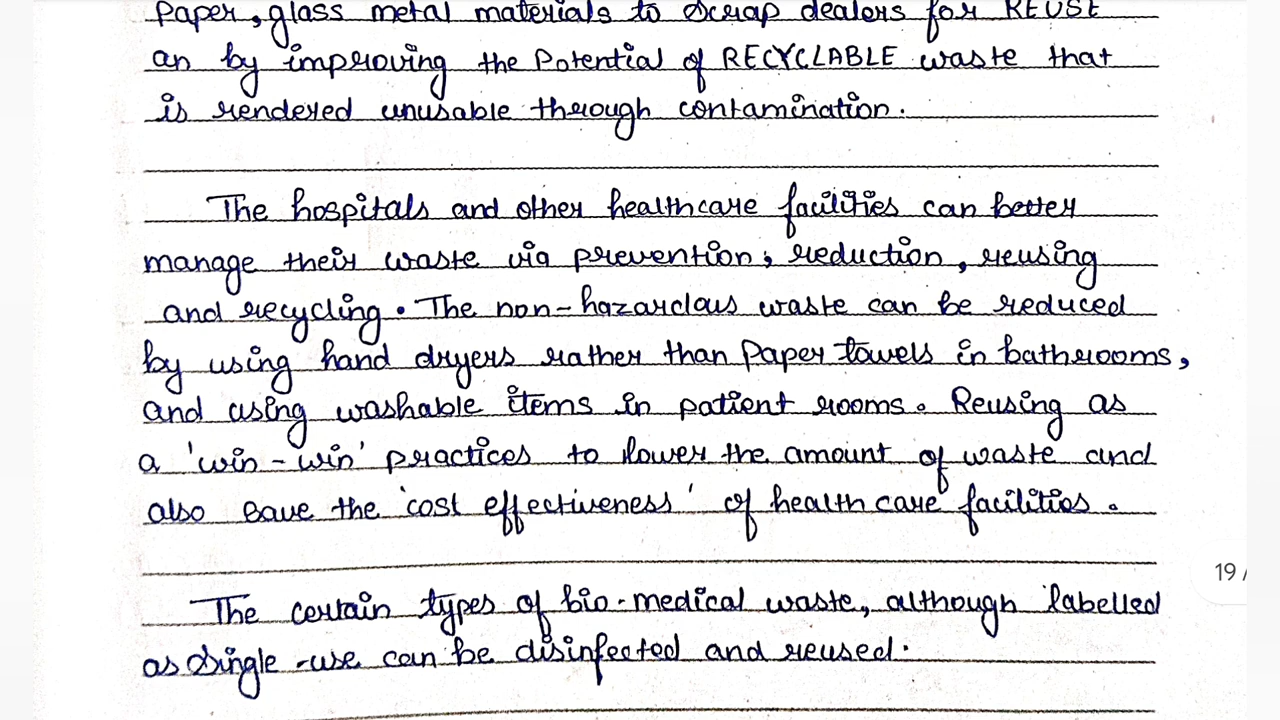 Paper, glass metal materials to scrap dealers for REUSE
an by improving the Potential of RECYCLABLE waste that
is rendered unusable through contamination.
The hospitals and other healthcare facilities can better
manage their waste via prevention, reduction, reusing
and recycling. The non-hazardous waste can be reduced
by using hand dryers rather than Paper towels in bathrooms,
and using washable items in patient rooms. Reusing as
a 'win-win' practices to lower the amount of waste and
also save the 'cost effectiveness' of health care facilities.
The certain types of bio-medical waste, although labelled
as single-use can be disinfected and reused.
19 /